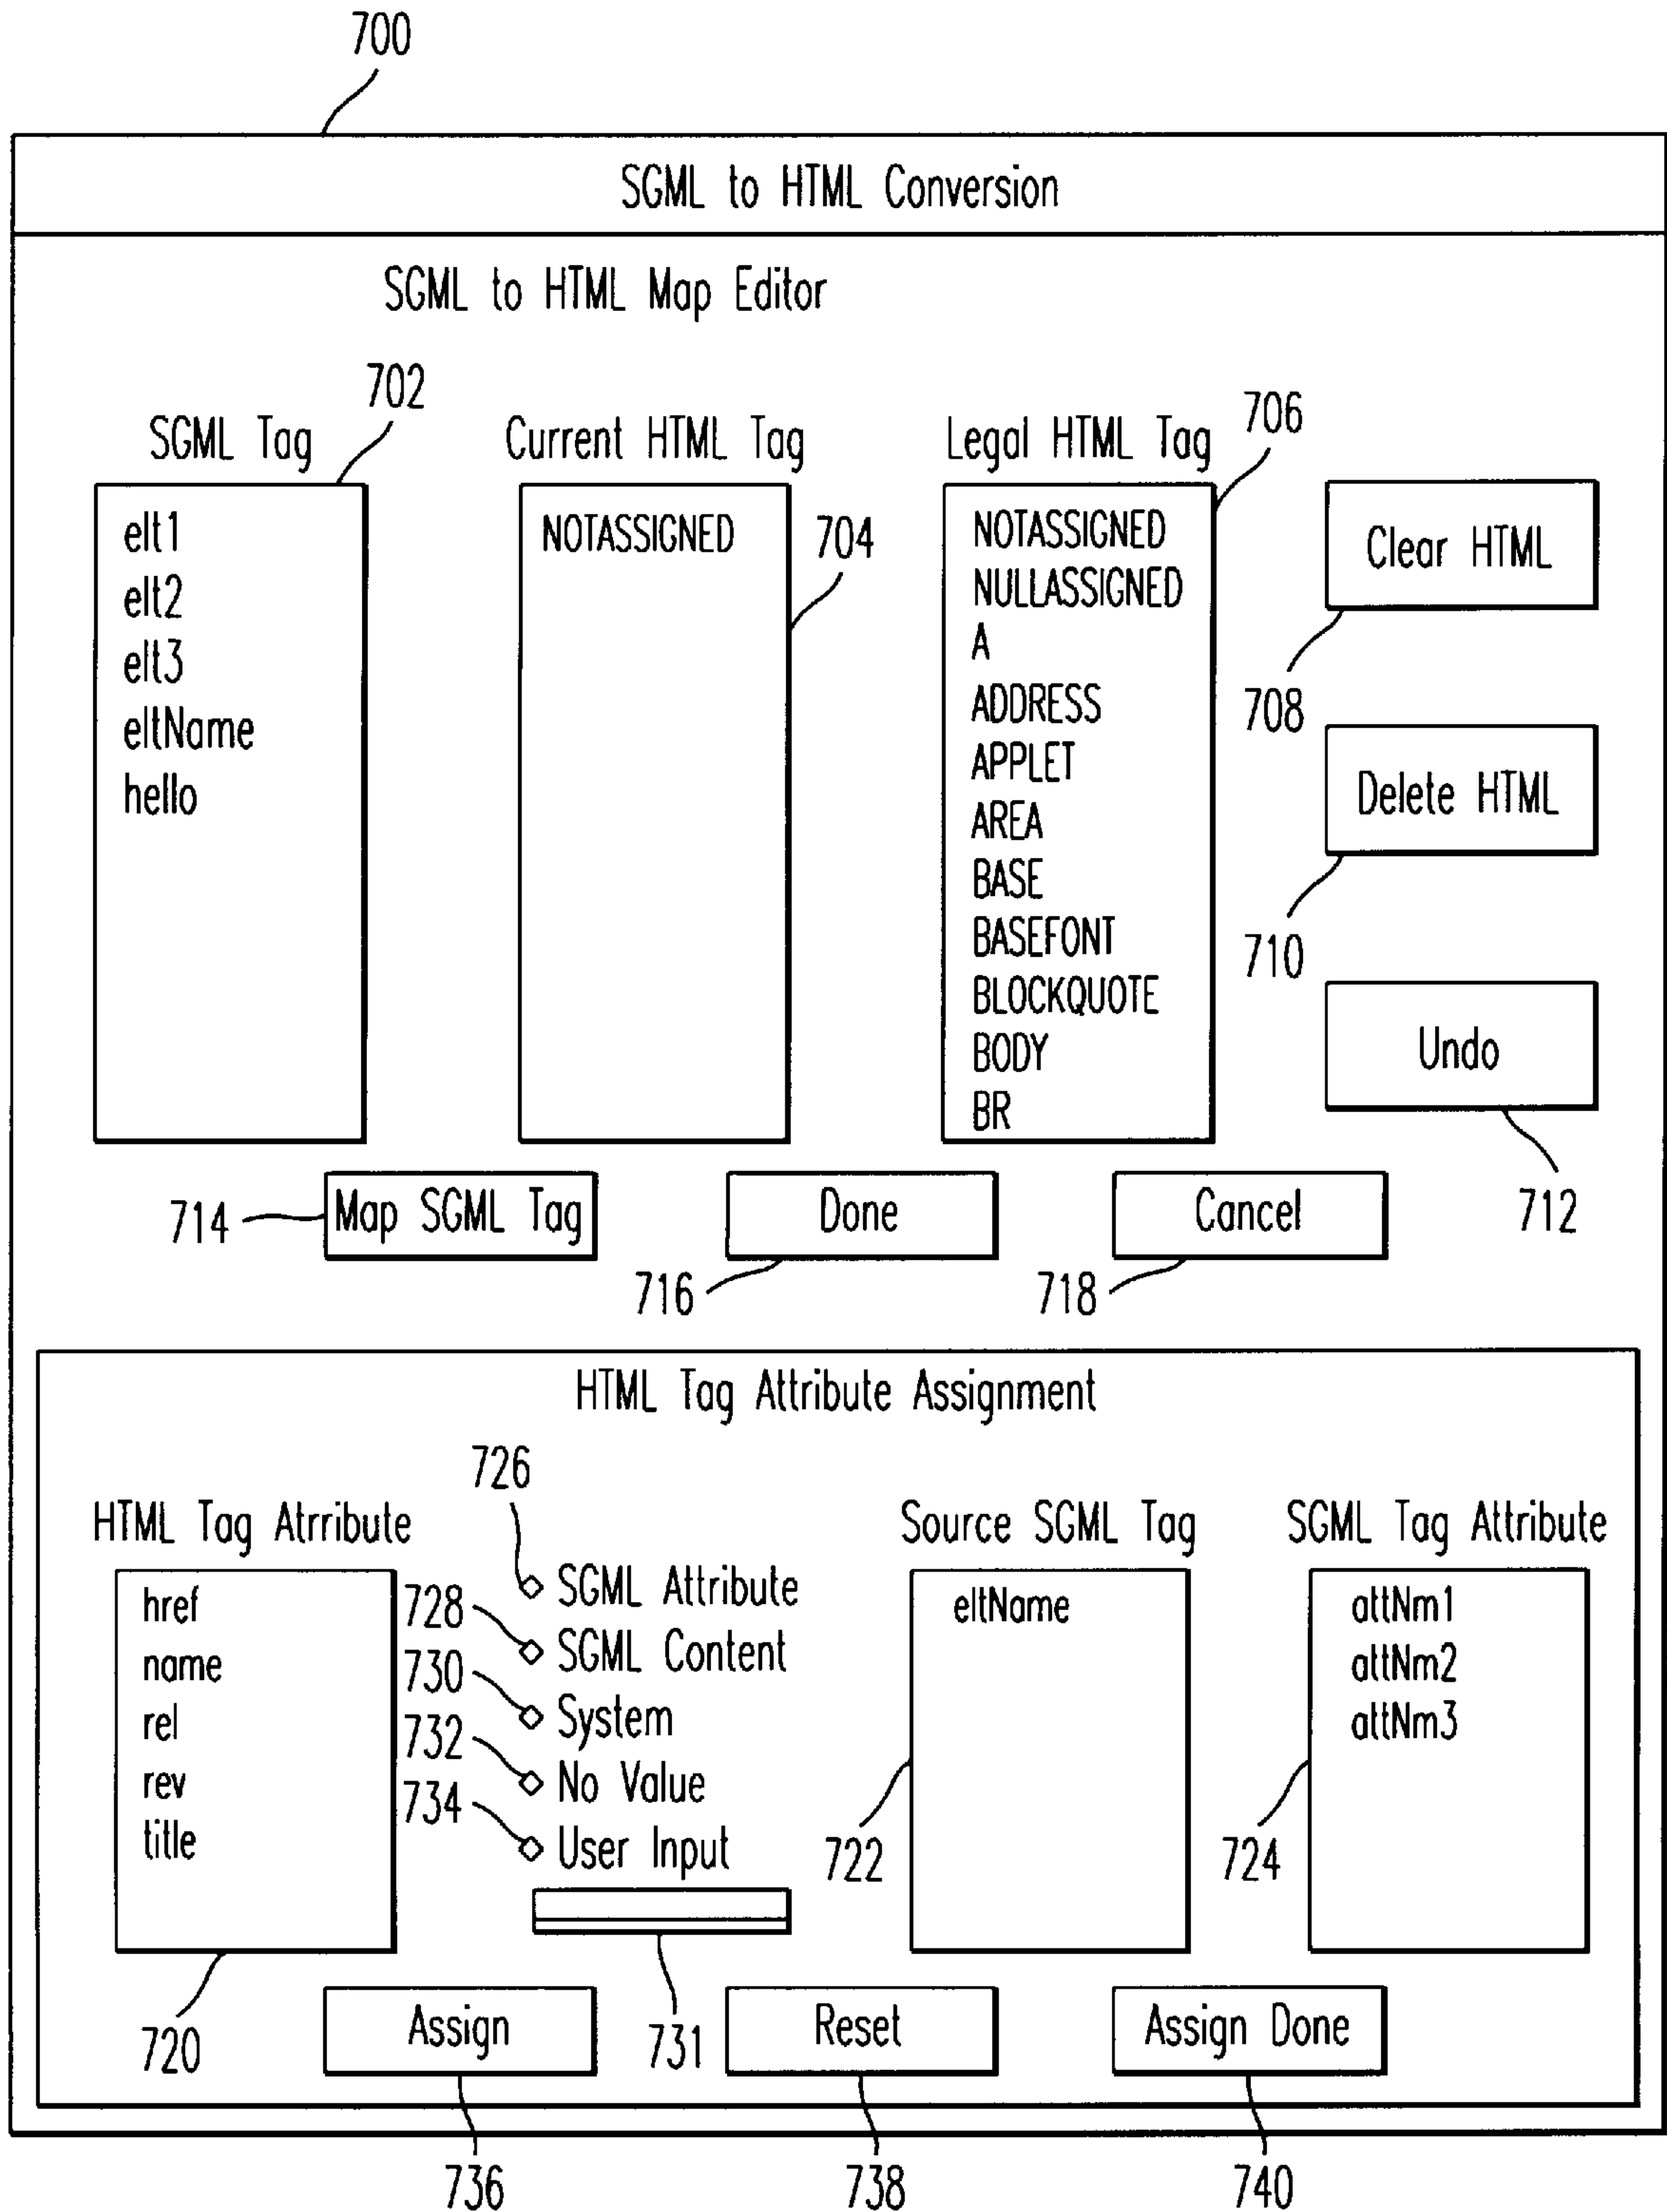 700
SGML to HTML Conversion
SGML to HTML Map Editor
702
706
SGML Tag
Current HTML Tag
Legal HTML Tag
elt1
elt2
elt3
eltName
hello
NOTASSIGNED
704
NOTASSIGNED
NULLASSIGNED
A
ADDRESS
APPLET
AREA
BASE
BASEFONT
BLOCKQUOTE
BODY
BR
Clear HTML
708
Delete HTML
710
Undo
712
714
Map SGML Tag
Done
Cancel
716
718
HTML Tag Attribute Assignment
726
HTML Tag Atrribute
Source SGML Tag
SGML Tag Attribute
href
name
rel
rev
title
SGML Attribute
728
SGML Content
730
System
732
No Value
734
User Input
eltName
722
attNm1
attNm2
attNm3
724
720
Assign
731
Reset
Assign Done
736
738
740